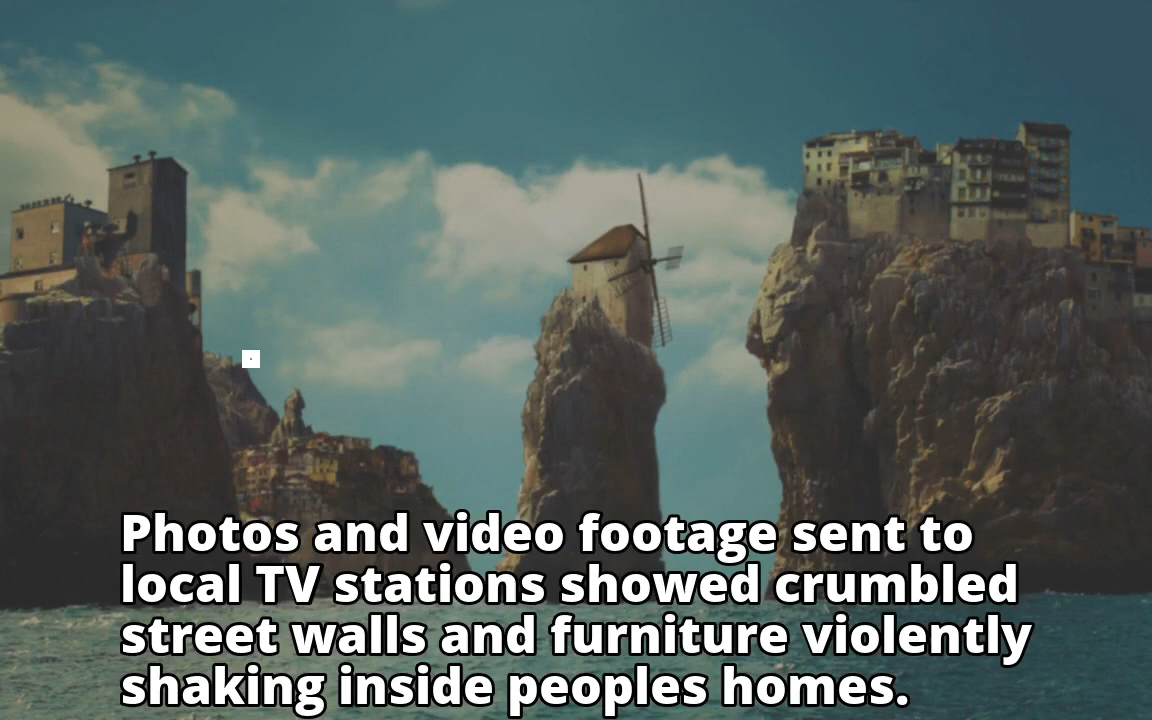 Photos and video footage sent to
local TV stations showed crumbled
street walls and furniture violently
shaking inside peoples homes.